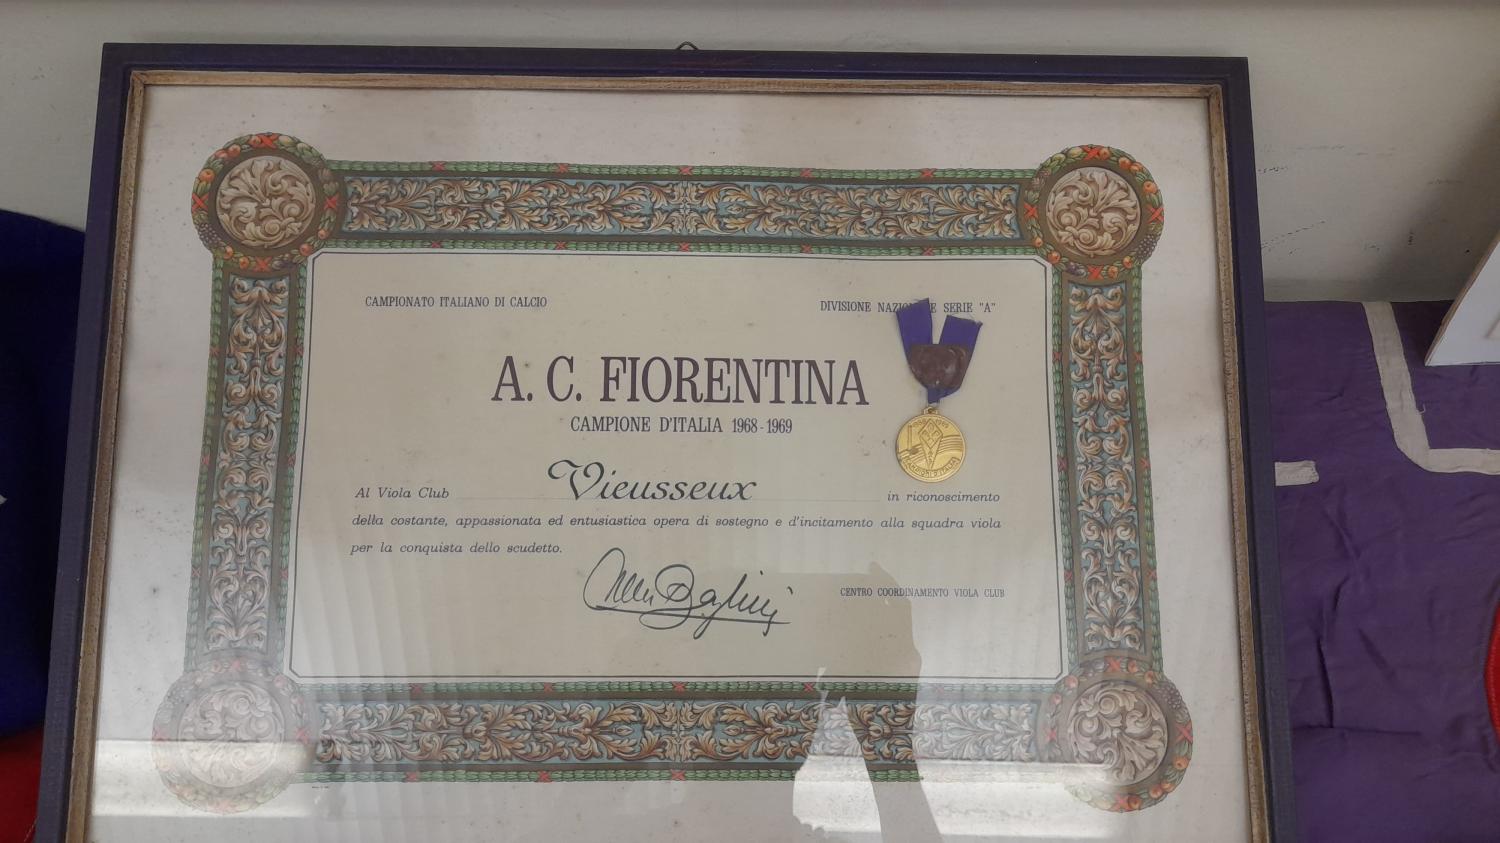 CAMPIONATO ITALIANO DI CALCIO
DIVISIONE NAZIONALE SERIE "A"
A. C. FIORENTINA
CAMPIONE D'ITALIA 1968-1969
Al Viola Club Vieusseux in riconoscimento
della costante, appassionata ed entusiastica opera di sostegno e d'incitamento alla squadra viola
per la conquista dello scudetto.
CENTRO COORDINAMENTO VIOLA CLUB